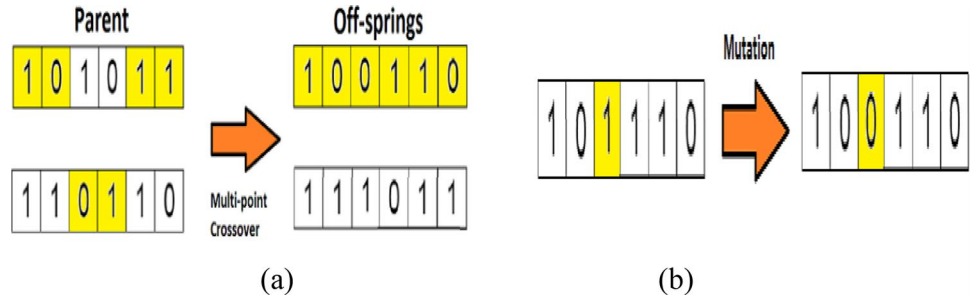 Parent
Off-springs
1 0 1 0 1 1
1 0 0 1 1 0
1 1 0 1 1 0
Multi-point
Crossover
1 1 1 0 1 1
(a)
Mutation
1 0 1 1 1 0
1 0 0 1 1 0
(b)